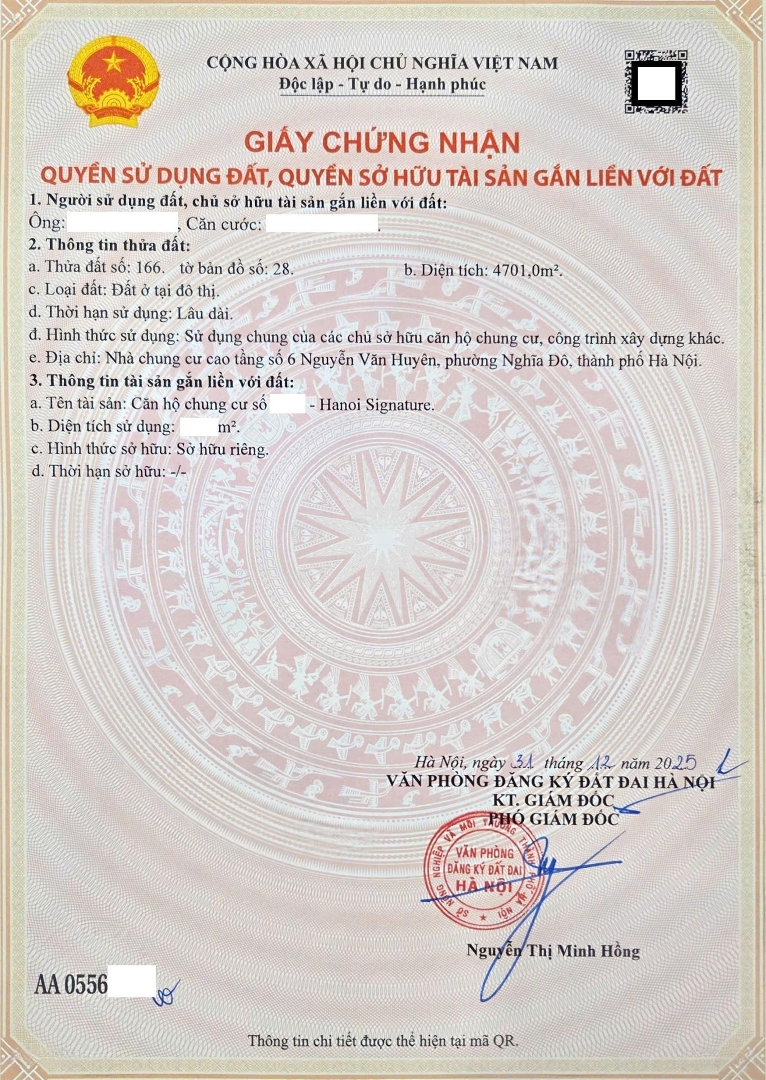 CỘNG HÒA XÃ HỘI CHỦ NGHĨA VIỆT NAM
Độc lập - Tự do - Hạnh phúc
GIẤY CHỨNG NHẬN
QUYỀN SỬ DỤNG ĐẤT, QUYỀN SỞ HỮU TÀI SẢN GẮN LIỀN VỚI ĐẤT
1. Người sử dụng đất, chủ sở hữu tài sản gắn liền với đất:
Ông: , Căn cước: .
2. Thông tin thửa đất:
a. Thửa đất số: 166. tờ bản đồ số: 28. b. Diện tích: 4701,0m².
c. Loại đất: Đất ở tại đô thị.
d. Thời hạn sử dụng: Lâu dài.
đ. Hình thức sử dụng: Sử dụng chung của các chủ sở hữu căn hộ chung cư, công trình xây dựng khác.
e. Địa chỉ: Nhà chung cư cao tầng số 6 Nguyễn Văn Huyên, phường Nghĩa Đô, thành phố Hà Nội.
3. Thông tin tài sản gắn liền với đất:
a. Tên tài sản: Căn hộ chung cư số - Hanoi Signature.
b. Diện tích sử dụng: m².
c. Hình thức sở hữu: Sở hữu riêng.
d. Thời hạn sở hữu: -/-
Hà Nội, ngày 31 tháng 12 năm 2025
VĂN PHÒNG ĐĂNG KÝ ĐẤT ĐAI HÀ NỘI
KT. GIÁM ĐỐC
PHÓ GIÁM ĐỐC
SỞ NÔNG NGHIỆP VÀ MÔI TRƯỜNG THÀNH PHỐ HÀ NỘI
VĂN PHÒNG
ĐĂNG KÝ ĐẤT ĐAI
HÀ NỘI
Nguyễn Thị Minh Hồng
AA 0556
Thông tin chi tiết được thể hiện tại mã QR.